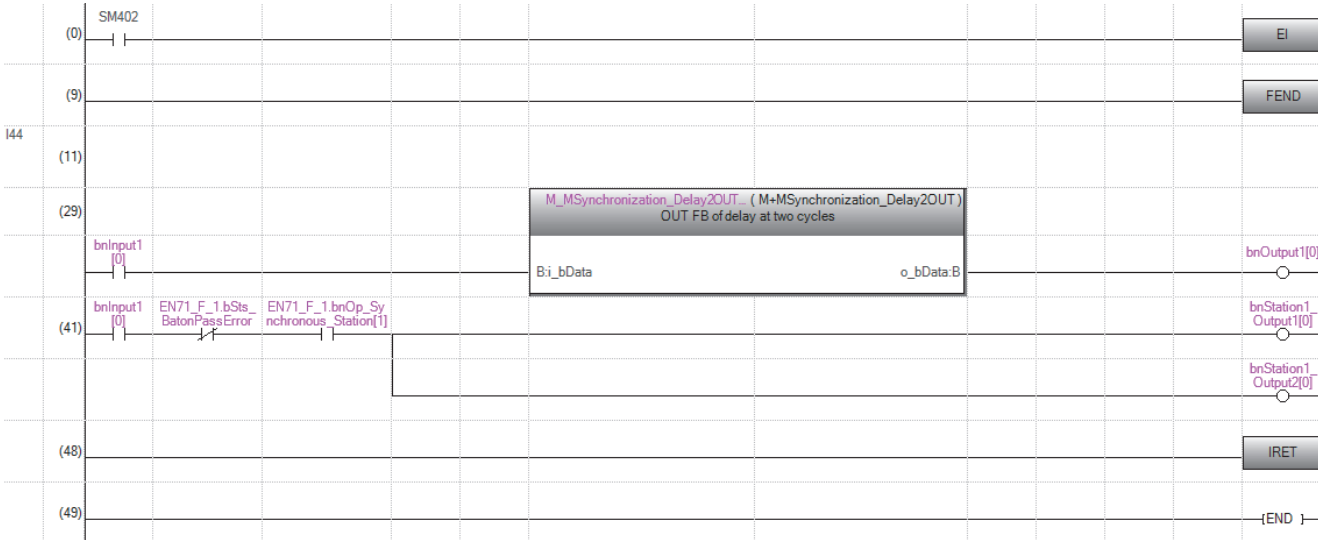 SM402
(0)
EI
(9)
FEND
I44
(11)
(29)
M_MSynchronization_Delay2OUT... ( M+MSynchronization_Delay2OUT )
OUT FB of delay at two cycles
bnInput1
[0]
B:i_bData
o_bData:B
bnOutput1[0]
(41)
bnInput1
[0]
EN71_F_1.bSts_
BatonPassError
EN71_F_1.bnOp_Sy
nchronous_Station[1]
bnStation1_
Output1[0]
bnStation1_
Output2[0]
(48)
IRET
(49)
[END ]